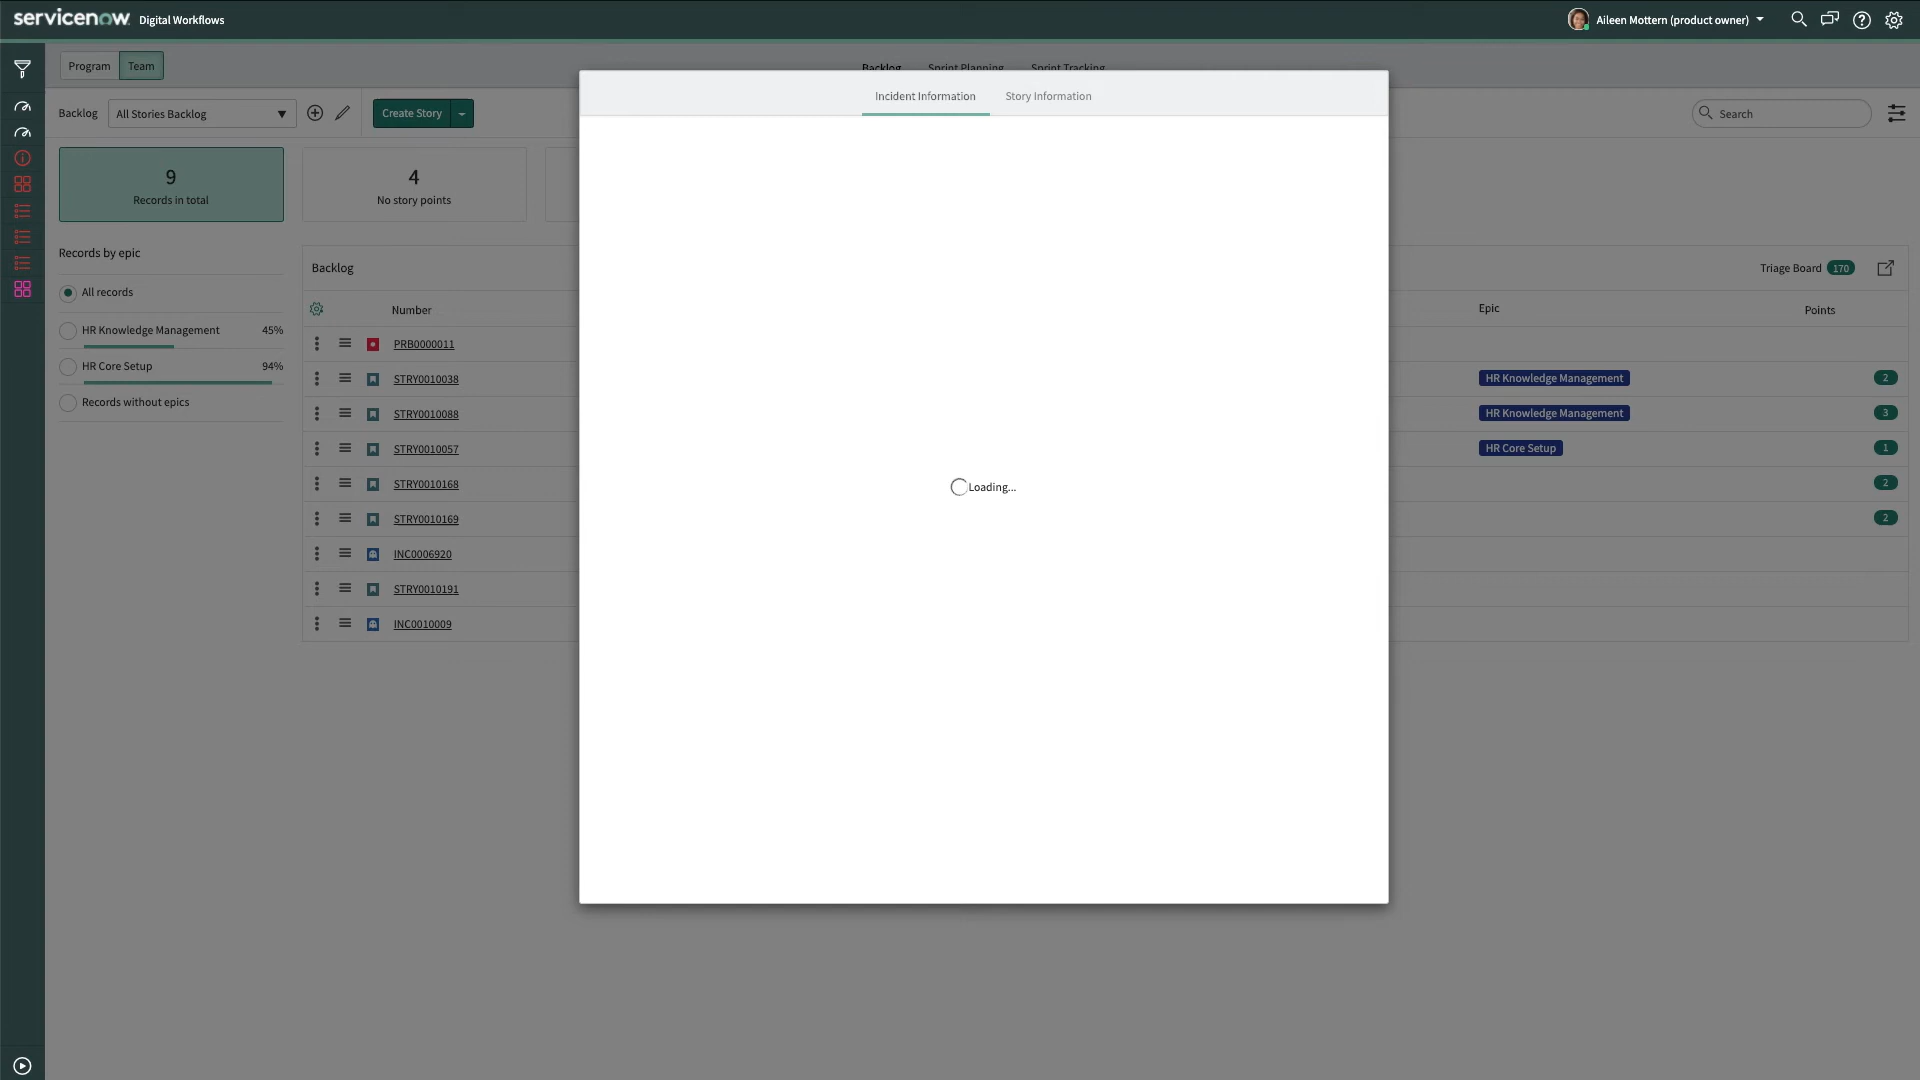 servicenow Digital Workflows
Aileen Mottern (product owner)
Program Team
Backlog Sprint Planning Sprint Tracking
Incident Information Story Information
Backlog All Stories Backlog Create Story
Search
9
Records in total
4
No story points
Records by epic
All records
HR Knowledge Management 45%
HR Core Setup 94%
Records without epics
Backlog
Triage Board 170
Number Epic Points
PRB0000011
STRY0010038 HR Knowledge Management 2
STRY0010088 HR Knowledge Management 3
STRY0010057 HR Core Setup 1
STRY0010168 2
STRY0010169 2
INC0006920
STRY0010191
INC0010009
Loading...